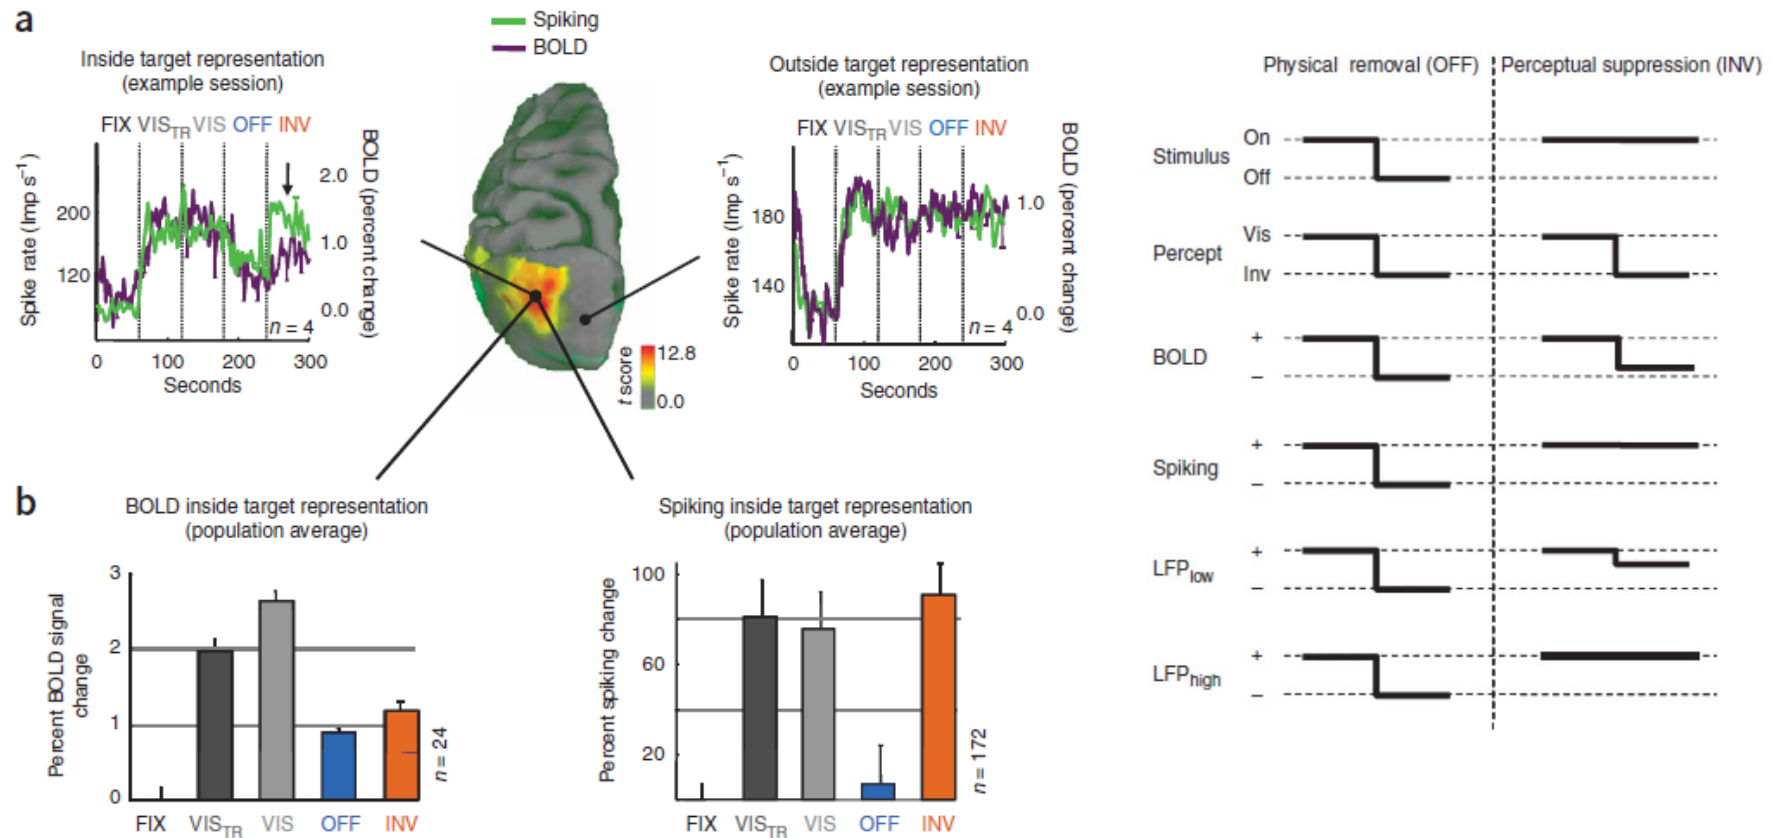 a
Spiking
BOLD
Inside target representation
(example session)
FIX VISTR VIS OFF INV
Spike rate (Imp s⁻¹)
200
120
BOLD (percent change)
2.0
1.0
0.0
n = 4
0 100 200 300
Seconds
t score
12.8
0.0
Outside target representation
(example session)
FIX VISTR VIS OFF INV
Spike rate (Imp s⁻¹)
180
140
BOLD (percent change)
1.0
0.0
n = 4
0 100 200 300
Seconds
b
BOLD inside target representation
(population average)
Percent BOLD signal
change
3
2
1
0
n = 24
FIX VISTR VIS OFF INV
Spiking inside target representation
(population average)
Percent spiking change
100
60
20
n = 172
FIX VISTR VIS OFF INV
Physical removal (OFF) Perceptual suppression (INV)
Stimulus
On
Off
Percept
Vis
Inv
BOLD
+
–
Spiking
+
–
LFPlow
+
–
LFPhigh
+
–